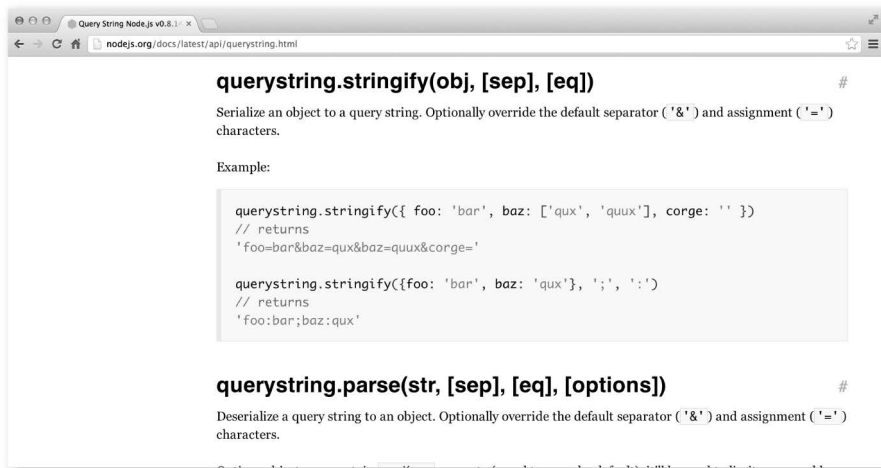 Query String Node.js v0.8.1
nodejs.org/docs/latest/api/querystring.html
querystring.stringify(obj, [sep], [eq])
#
Serialize an object to a query string. Optionally override the default separator ('&') and assignment ('=')
characters.
Example:
querystring.stringify({ foo: 'bar', baz: ['qux', 'quux'], corge: '' })
// returns
'foo=bar&baz=qux&baz=quux&corge='
querystring.stringify({foo: 'bar', baz: 'qux'}, ';', ':')
// returns
'foo:bar;baz:qux'
querystring.parse(str, [sep], [eq], [options])
#
Deserialize a query string to an object. Optionally override the default separator ('&') and assignment ('=')
characters.